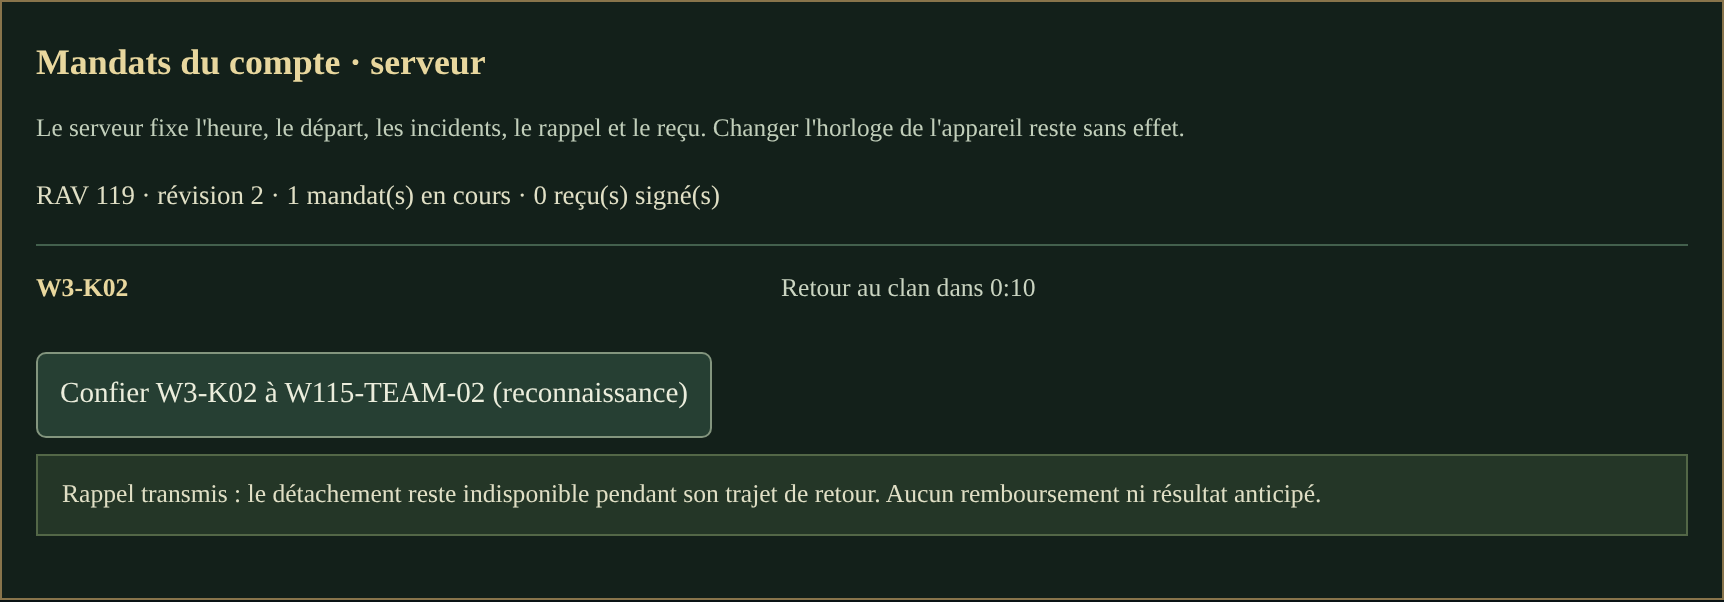 Mandats du compte · serveur
Le serveur fixe l'heure, le départ, les incidents, le rappel et le reçu. Changer l'horloge de l'appareil reste sans effet.
RAV 119 · révision 2 · 1 mandat(s) en cours · 0 reçu(s) signé(s)
W3-K02 Retour au clan dans 0:10
Confier W3-K02 à W115-TEAM-02 (reconnaissance)
Rappel transmis : le détachement reste indisponible pendant son trajet de retour. Aucun remboursement ni résultat anticipé.